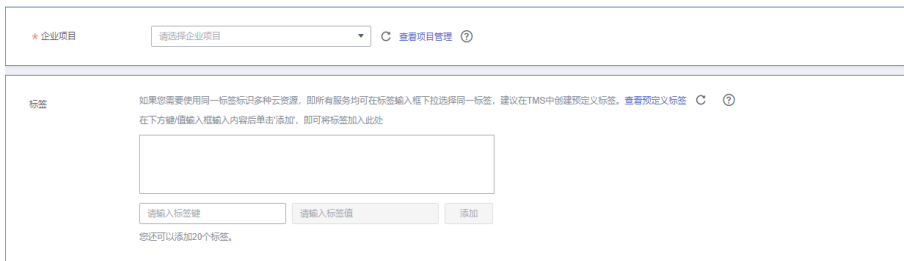 * 企业项目 请选择企业项目 查看项目管理 ?
标签 如果您需要使用同一标签标识多种云资源，即所有服务均可在标签输入框下拉选择同一标签，建议在TMS中创建预定义标签。查看预定义标签 ?
在下方键/值输入框输入内容后单击'添加'，即可将标签加入此处
请输入标签键 请输入标签值 添加
您还可以添加20个标签。